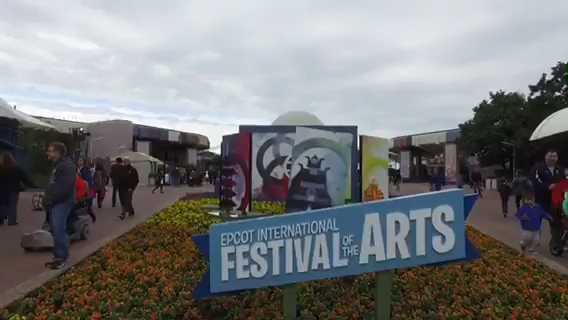 EPCOT INTERNATIONAL
FESTIVAL OF THE ARTS